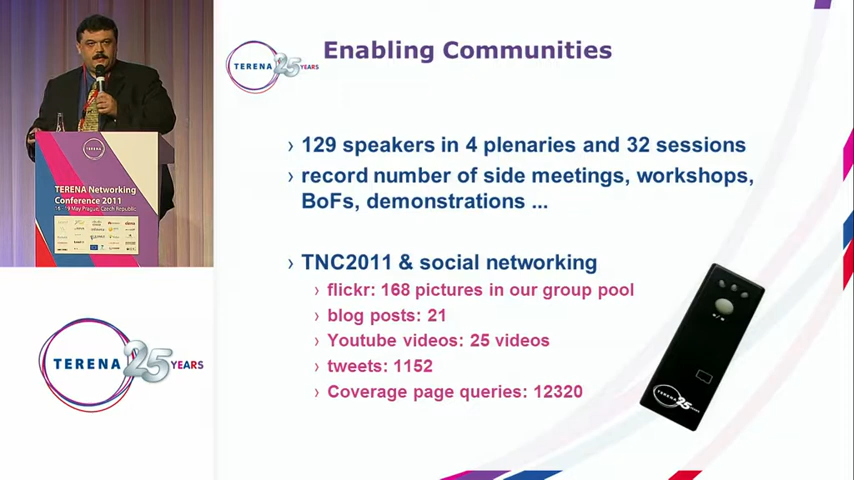 TERENA 25 YEARS
Enabling Communities
› 129 speakers in 4 plenaries and 32 sessions
› record number of side meetings, workshops,
BoFs, demonstrations ...
› TNC2011 & social networking
› flickr: 168 pictures in our group pool
› blog posts: 21
› Youtube videos: 25 videos
› tweets: 1152
› Coverage page queries: 12320
TERENA
TERENA Networking
Conference 2011
16 - 19 May Prague, Czech Republic
TERENA 25 YEARS
TERENA 25